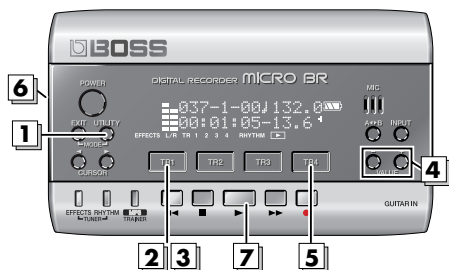 BOSS
POWER
DIGITAL RECORDER MICRO BR
MIC
6
037-1-00♩132.0
00:01:05-13.6
EXIT UTILITY
A↔B INPUT
1
MODE
EFFECTS L/R TR 1 2 3 4 RHYTHM
CURSOR
TR1 TR2 TR3 TR4
VALUE
4
EFFECTS RHYTHM
TUNER
MP3
TRAINER
GUITAR IN
2 3 7 5